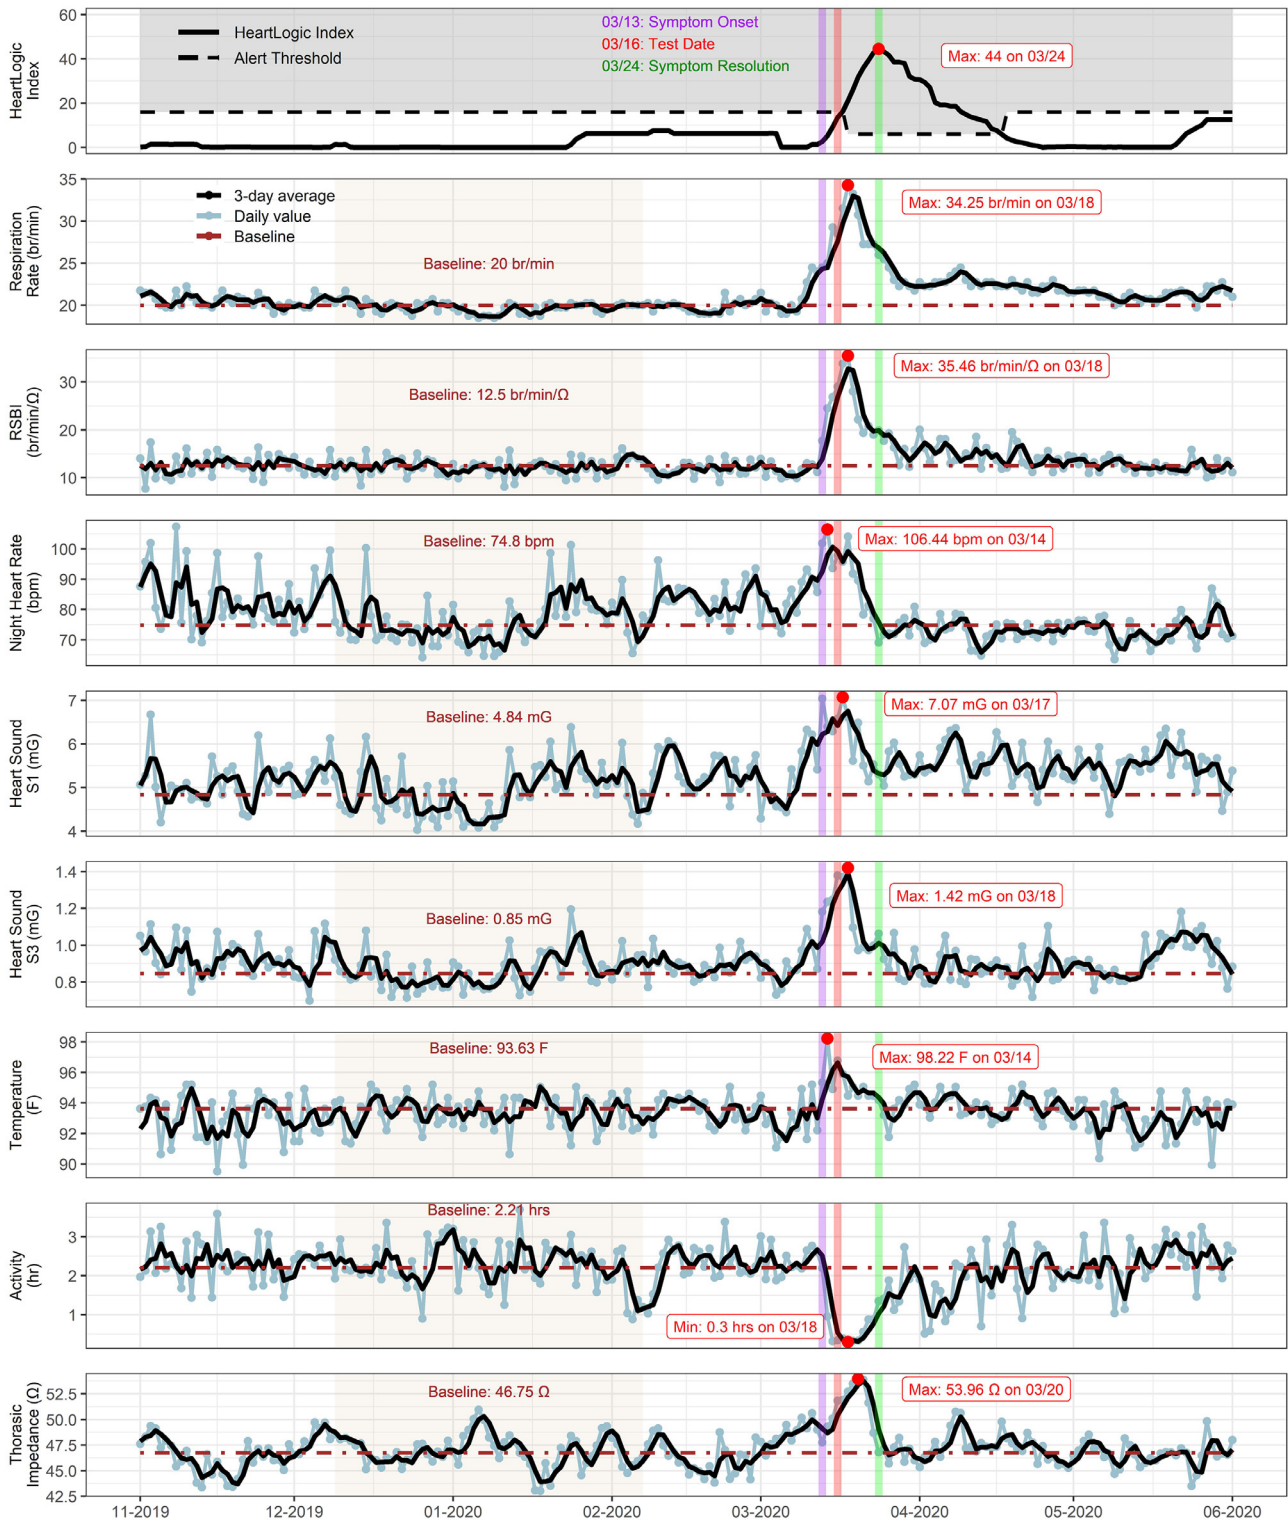 HeartLogic
Index
60
40
20
0
HeartLogic Index
Alert Threshold
03/13: Symptom Onset
03/16: Test Date
03/24: Symptom Resolution
Max: 44 on 03/24
Respiration
Rate (br/min)
35
30
25
20
3-day average
Daily value
Baseline
Baseline: 20 br/min
Max: 34.25 br/min on 03/18
RSBI
(br/min/Ω)
30
20
10
Baseline: 12.5 br/min/Ω
Max: 35.46 br/min/Ω on 03/18
Night Heart Rate
(bpm)
100
90
80
70
Baseline: 74.8 bpm
Max: 106.44 bpm on 03/14
Heart Sound
S1 (mG)
7
6
5
4
Baseline: 4.84 mG
Max: 7.07 mG on 03/17
Heart Sound
S3 (mG)
1.4
1.2
1.0
0.8
Baseline: 0.85 mG
Max: 1.42 mG on 03/18
Temperature
(F)
98
96
94
92
90
Baseline: 93.63 F
Max: 98.22 F on 03/14
Activity
(hr)
3
2
1
Baseline: 2.21 hrs
Min: 0.3 hrs on 03/18
Thorasic
Impedance (Ω)
52.5
50.0
47.5
45.0
42.5
Baseline: 46.75 Ω
Max: 53.96 Ω on 03/20
11-2019
12-2019
01-2020
02-2020
03-2020
04-2020
05-2020
06-2020